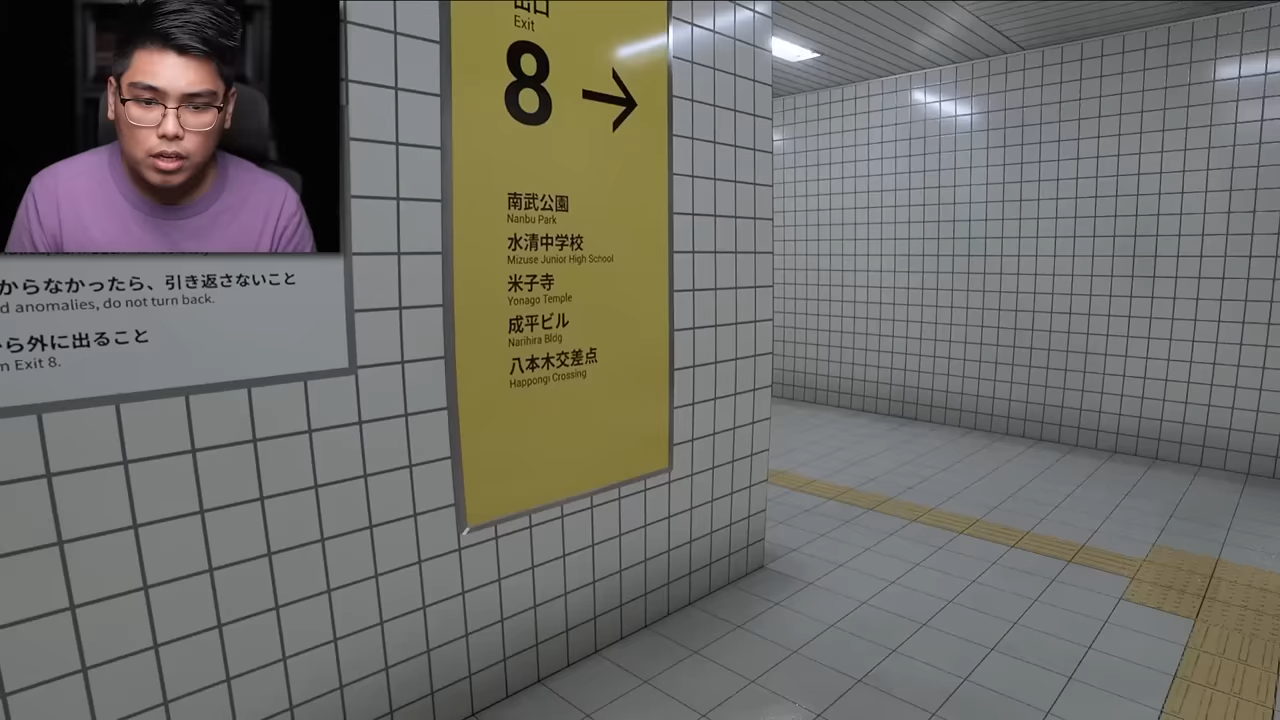 出口
Exit
8
南武公園
Nanbu Park
水清中学校
Mizuse Junior High School
米子寺
Yonago Temple
成平ビル
Narihira Bldg
八本木交差点
Happongi Crossing
からなかったら、引き返さないこと
d anomalies, do not turn back.
ら外に出ること
m Exit 8.